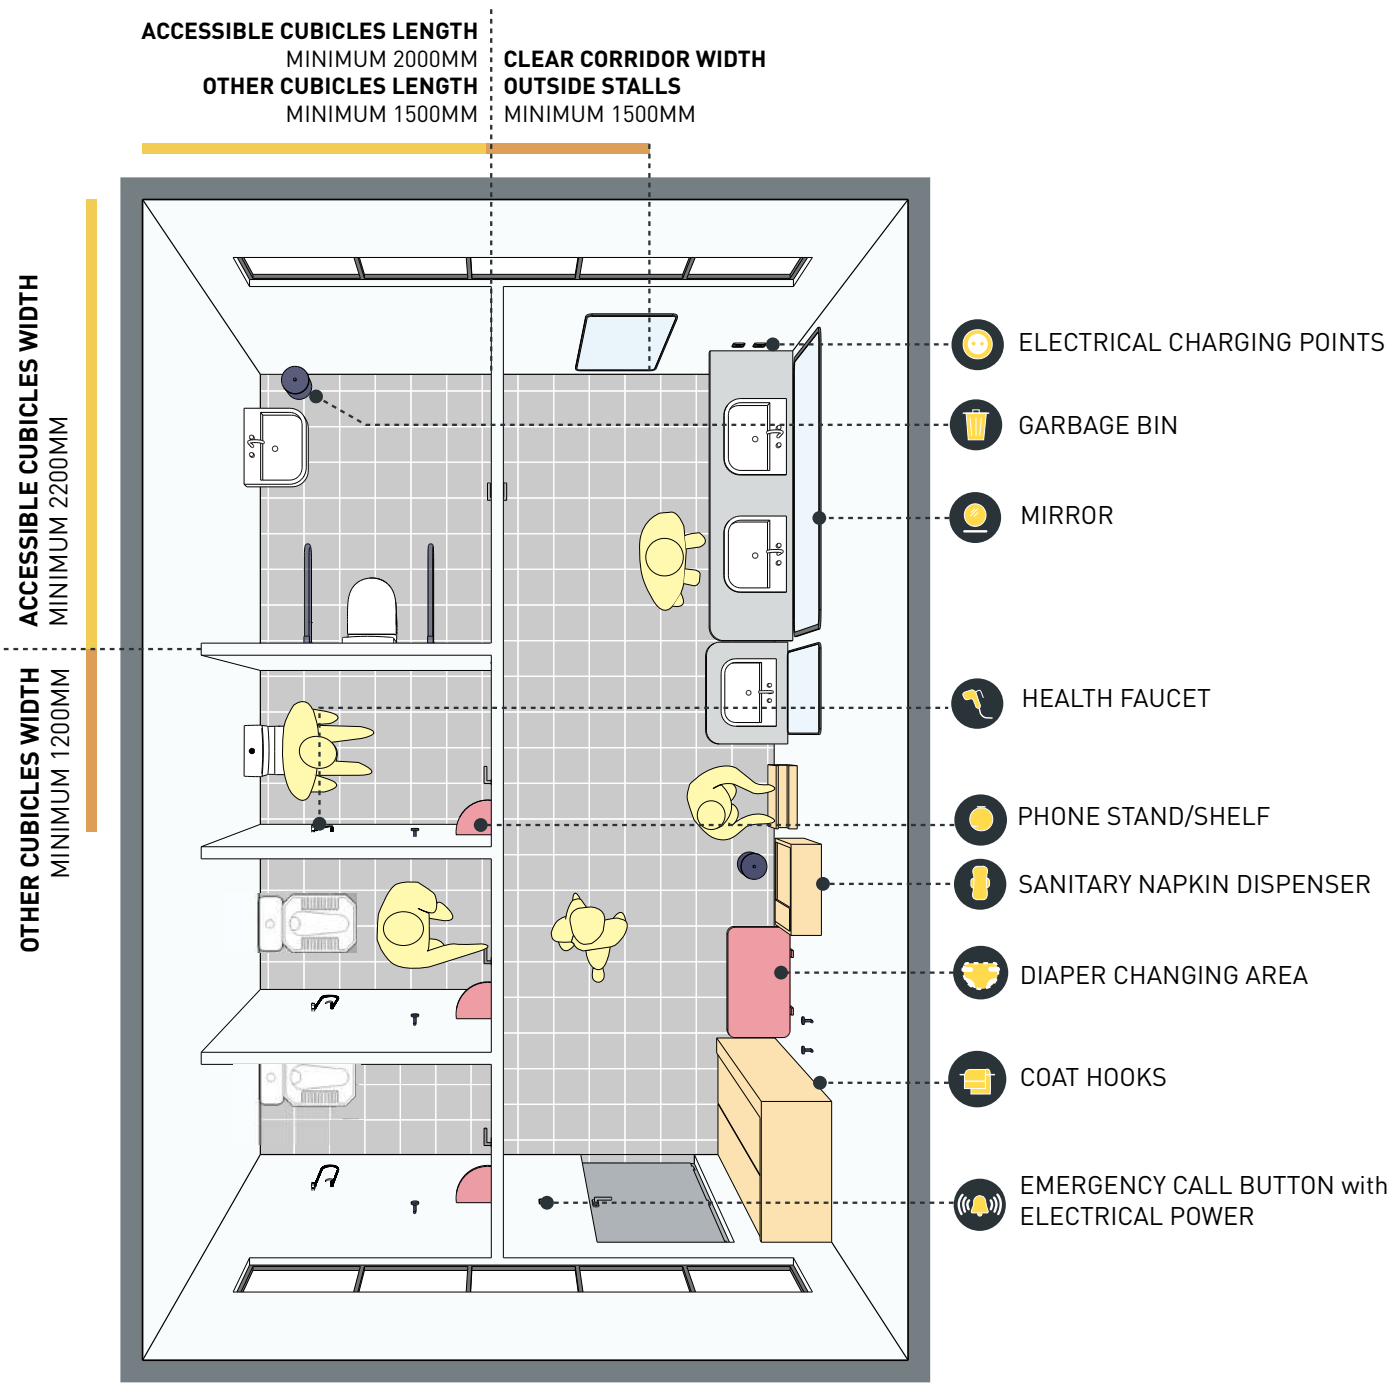 ACCESSIBLE CUBICLES LENGTH
MINIMUM 2000MM
OTHER CUBICLES LENGTH
MINIMUM 1500MM
CLEAR CORRIDOR WIDTH
OUTSIDE STALLS
MINIMUM 1500MM
ACCESSIBLE CUBICLES WIDTH
MINIMUM 2200MM
OTHER CUBICLES WIDTH
MINIMUM 1200MM
ELECTRICAL CHARGING POINTS
GARBAGE BIN
MIRROR
HEALTH FAUCET
PHONE STAND/SHELF
SANITARY NAPKIN DISPENSER
DIAPER CHANGING AREA
COAT HOOKS
EMERGENCY CALL BUTTON with
ELECTRICAL POWER